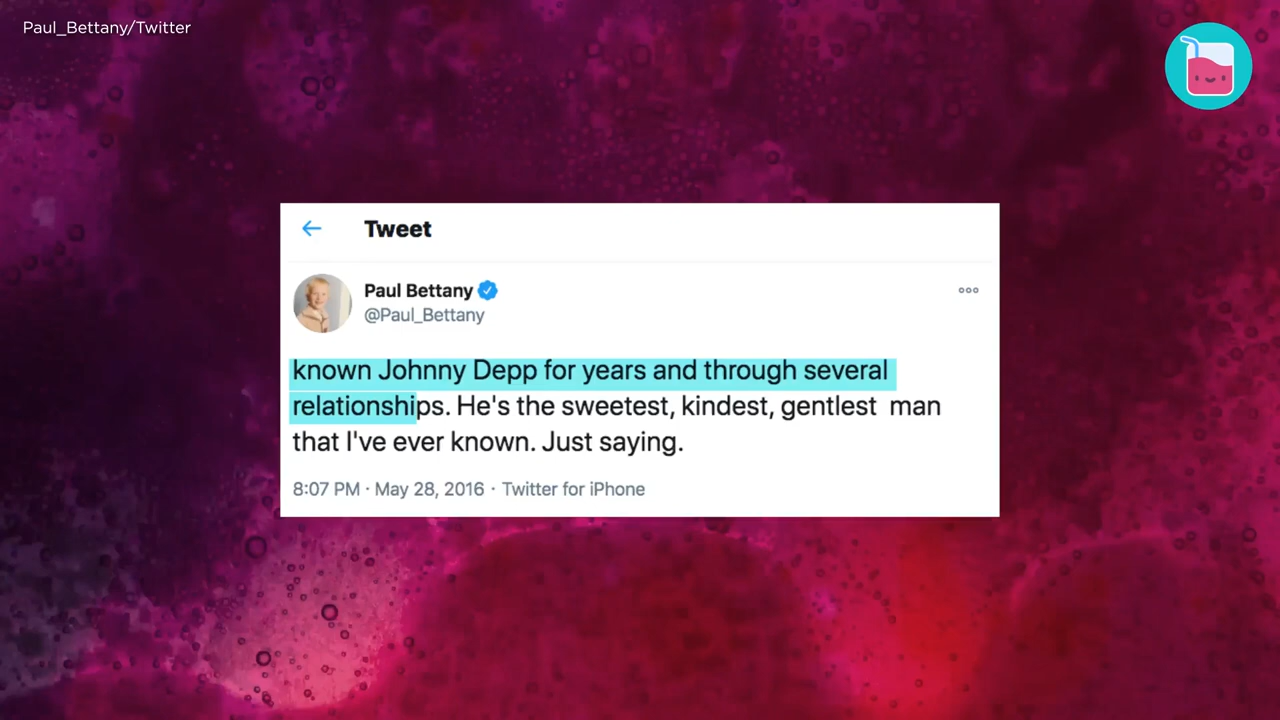 Paul_Bettany/Twitter
Tweet
Paul Bettany
@Paul_Bettany
known Johnny Depp for years and through several
relationships. He's the sweetest, kindest, gentlest man
that I've ever known. Just saying.
8:07 PM · May 28, 2016 · Twitter for iPhone